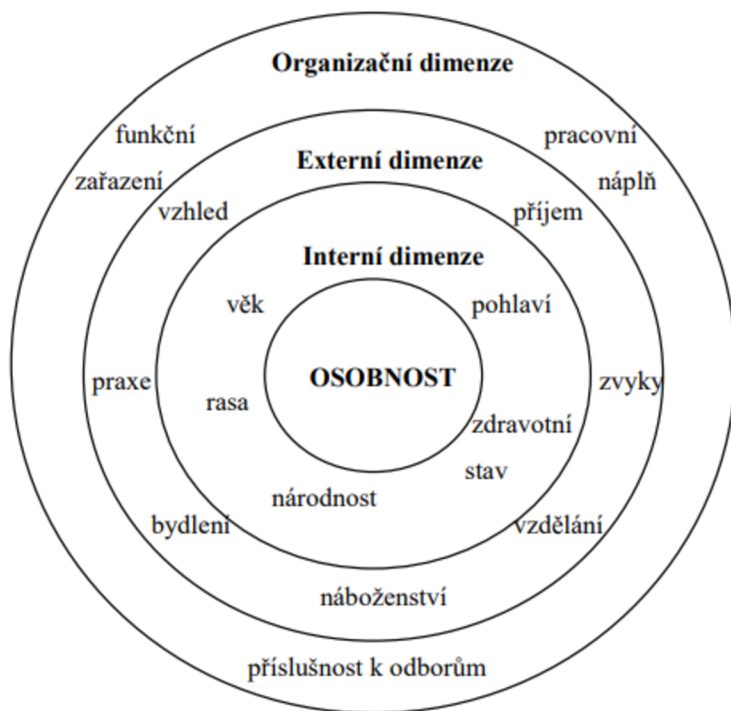 Organizační dimenze
funkční
zařazení
pracovní
náplň
Externí dimenze
vzhled
příjem
Interní dimenze
věk
pohlaví
praxe
OSOBNOST
zvyky
rasa
zdravotní
stav
národnost
bydlení
vzdělání
náboženství
příslušnost k odborům